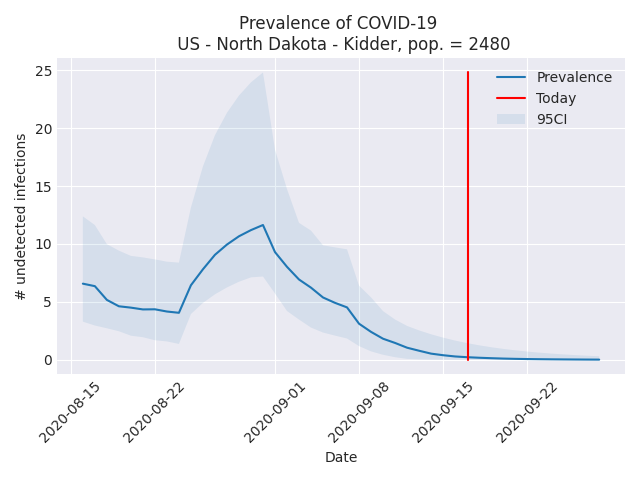 Prevalence of COVID-19
US - North Dakota - Kidder, pop. = 2480
25
20
15
10
5
0
# undetected infections
Prevalence
Today
95CI
2020-08-15
2020-08-22
2020-09-01
2020-09-08
2020-09-15
2020-09-22
Date